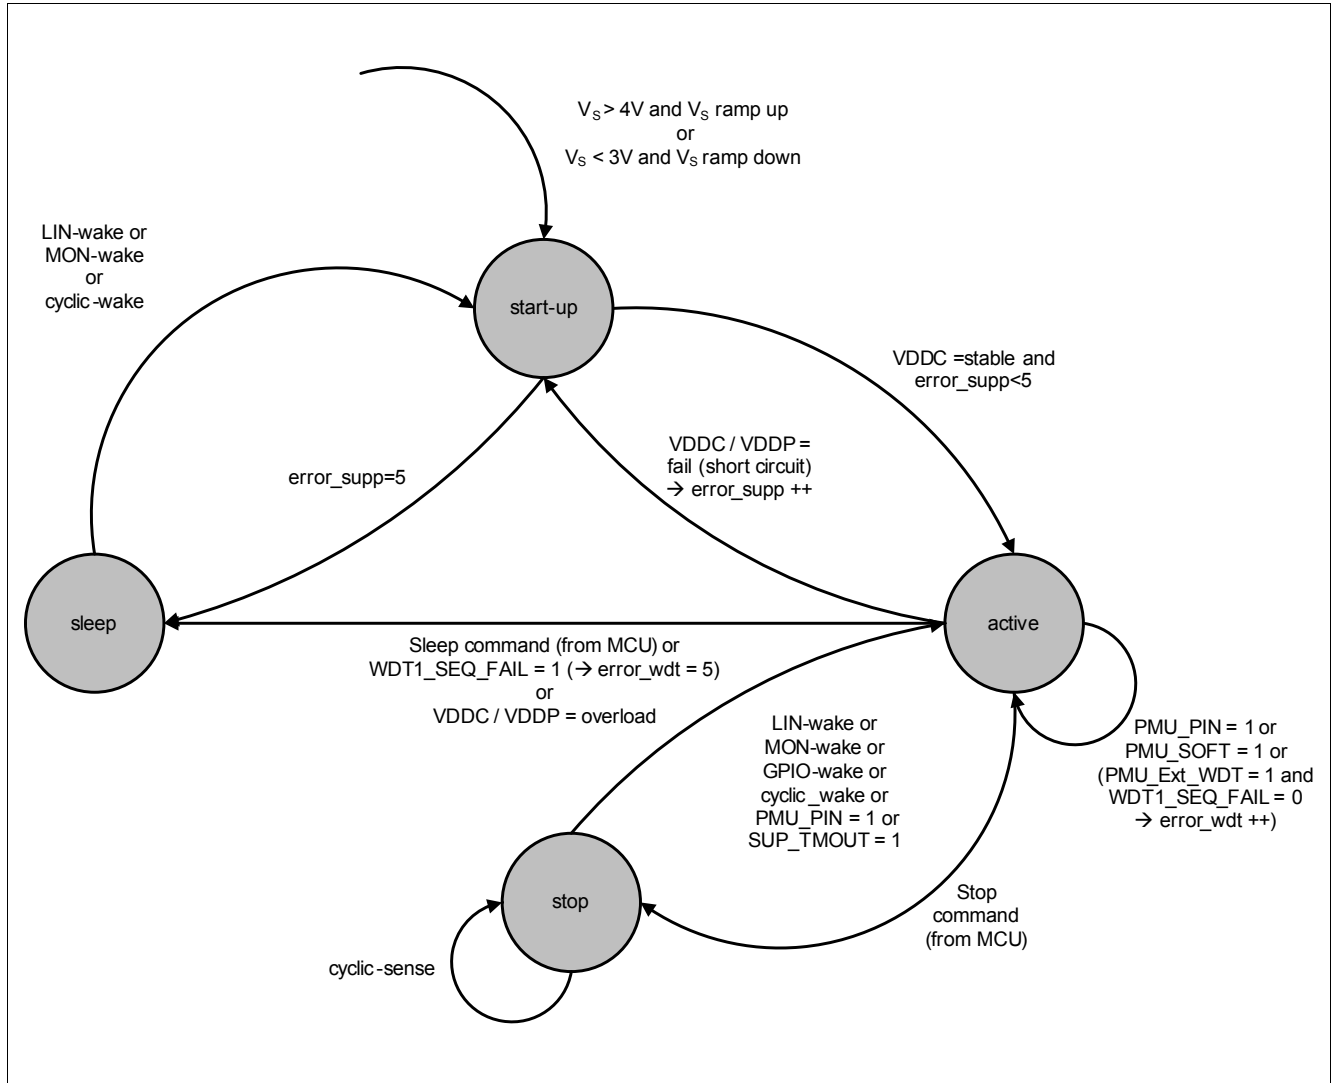 V_S > 4V and V_S ramp up
or
V_S < 3V and V_S ramp down
LIN-wake or
MON-wake
or
cyclic-wake
start-up
VDDC =stable and
error_supp<5
VDDC / VDDP =
fail (short circuit)
→ error_supp ++
error_supp=5
sleep
active
Sleep command (from MCU) or
WDT1_SEQ_FAIL = 1 (→ error_wdt = 5)
or
VDDC / VDDP = overload
LIN-wake or
MON-wake or
GPIO-wake or
cyclic_wake or
PMU_PIN = 1 or
SUP_TMOUT = 1
PMU_PIN = 1 or
PMU_SOFT = 1 or
(PMU_Ext_WDT = 1 and
WDT1_SEQ_FAIL = 0
→ error_wdt ++)
stop
Stop
command
(from MCU)
cyclic-sense